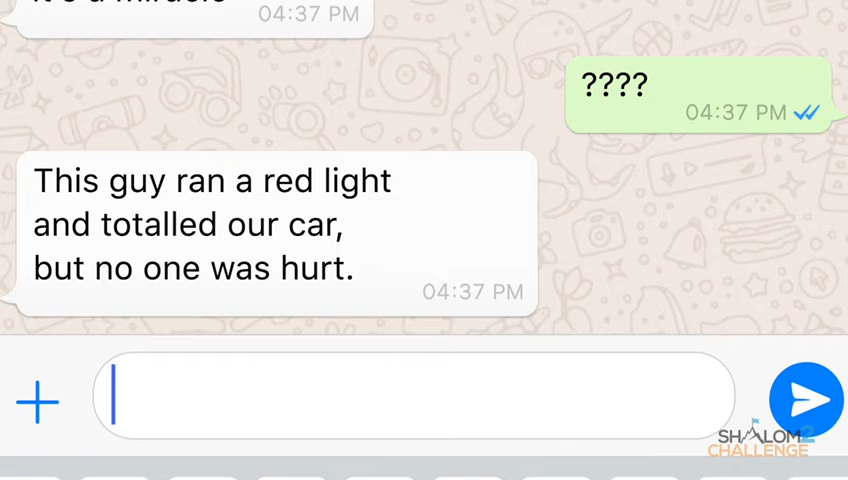 04:37 PM
????
04:37 PM
This guy ran a red light
and totalled our car,
but no one was hurt.
04:37 PM
SHALOM2
CHALLENGE